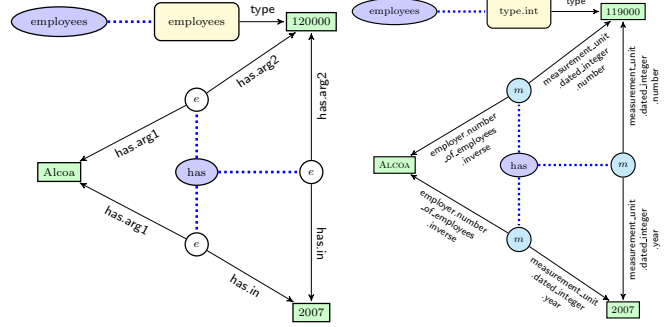 employees
employees
type
120000
has.arg2
has.arg2
e
has.arg1
Alcoa
has
e
has.arg1
e
has.in
has.in
2007
employees
type.int
type
119000
measurement_unit
.dated_integer
.number
measurement_unit
.dated_integer
.number
m
employer.number
_of_employees
.inverse
Alcoa
has
m
employer.number
_of_employees
.inverse
m
measurement_unit
.dated_integer
.year
measurement_unit
.dated_integer
.year
2007